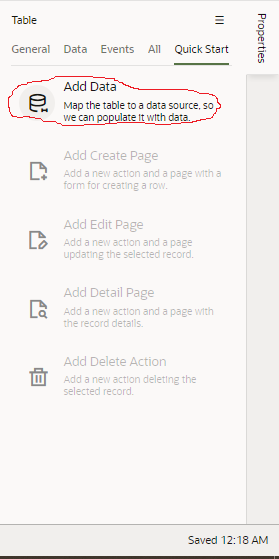 Table
General Data Events All Quick Start
Properties
Add Data
Map the table to a data source, so
we can populate it with data.
Add Create Page
Add a new action and a page with a
form for creating a row.
Add Edit Page
Add a new action and a page
updating the selected record.
Add Detail Page
Add a new action and a page with
the record details.
Add Delete Action
Add a new action deleting the
selected record.
Saved 12:18 AM